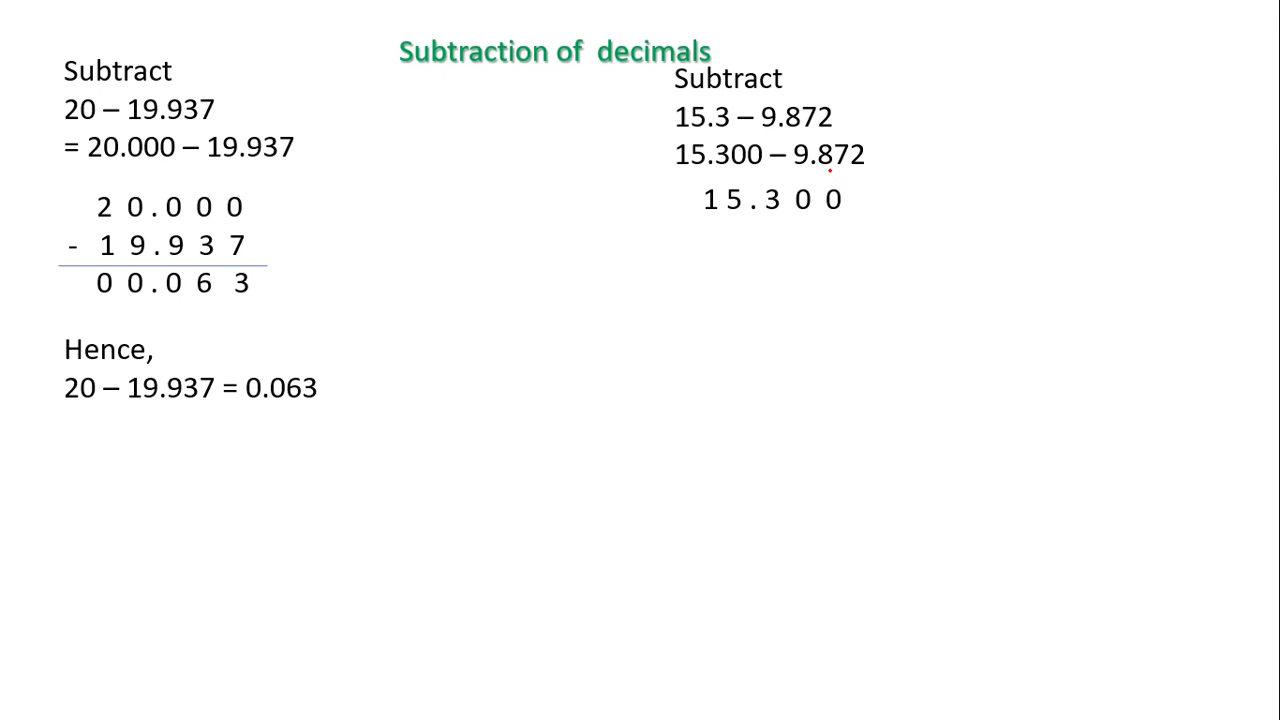 Subtraction of decimals
Subtract
20 – 19.937
= 20.000 – 19.937
2 0 . 0 0 0
- 1 9 . 9 3 7
0 0 . 0 6 3
Hence,
20 – 19.937 = 0.063
Subtract
15.3 – 9.872
15.300 – 9.872
1 5 . 3 0 0